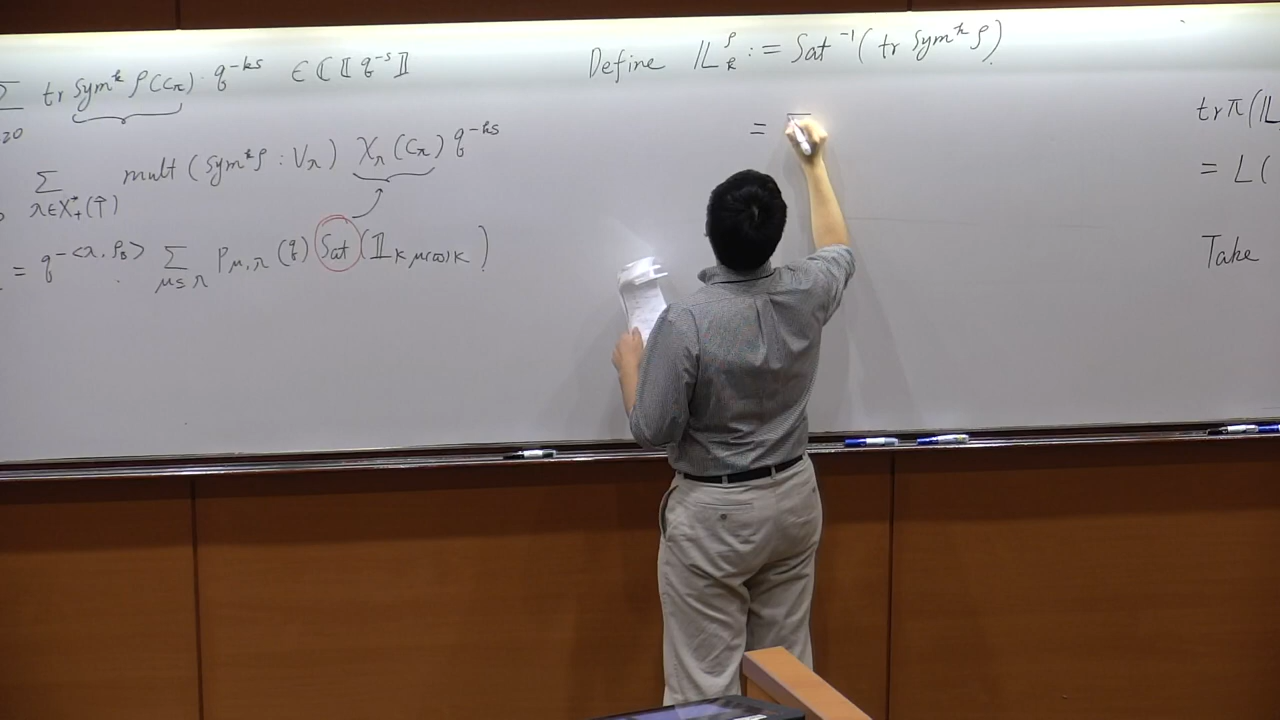 ∑ tr Sym^k ρ(c_π) · q^{-ks} ∈ ℂ⟦q^{-s}⟧
≥0
∑ mult(Sym^k ρ : V_λ) χ_λ(c_π) q^{-ks}
λ∈X^*_+(T̂)
= q^{-<λ, ρ_B>} ∑ P_{μ,λ}(q) Sat(𝟙_{Kμ(ϖ)K})
μ≤λ
Define 𝕃^ρ_k := Sat^{-1}(tr Sym^k ρ).
=
tr π(𝕃
= L(
Take